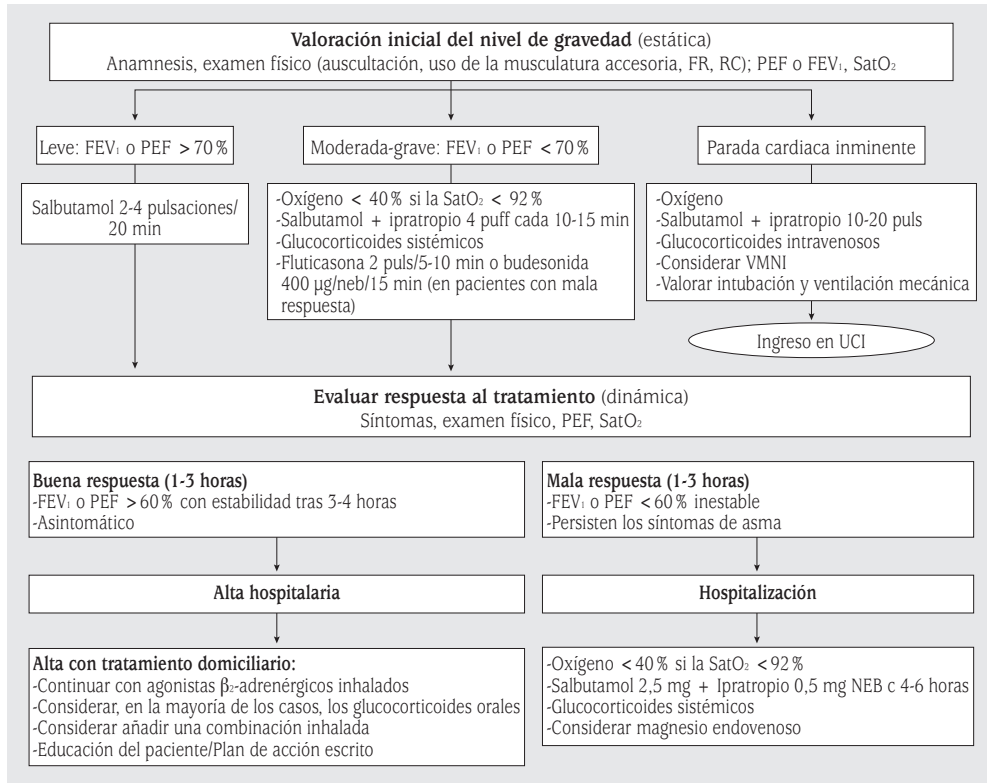 Valoración inicial del nivel de gravedad (estática)
Anamnesis, examen físico (auscultación, uso de la musculatura accesoria, FR, RC); PEF o FEV₁, SatO₂
Leve: FEV₁ o PEF > 70 %
Moderada-grave: FEV₁ o PEF < 70 %
Parada cardiaca inminente
Salbutamol 2-4 pulsaciones/
20 min
-Oxígeno < 40 % si la SatO₂ < 92 %
-Salbutamol + ipratropio 4 puff cada 10-15 min
-Glucocorticoides sistémicos
-Fluticasona 2 puls/5-10 min o budesonida
400 µg/neb/15 min (en pacientes con mala
respuesta)
-Oxígeno
-Salbutamol + ipratropio 10-20 puls
-Glucocorticoides intravenosos
-Considerar VMNI
-Valorar intubación y ventilación mecánica
Ingreso en UCI
Evaluar respuesta al tratamiento (dinámica)
Síntomas, examen físico, PEF, SatO₂
Buena respuesta (1-3 horas)
-FEV₁ o PEF > 60 % con estabilidad tras 3-4 horas
-Asintomático
Mala respuesta (1-3 horas)
-FEV₁ o PEF < 60 % inestable
-Persisten los síntomas de asma
Alta hospitalaria
Hospitalización
Alta con tratamiento domiciliario:
-Continuar con agonistas β₂-adrenérgicos inhalados
-Considerar, en la mayoría de los casos, los glucocorticoides orales
-Considerar añadir una combinación inhalada
-Educación del paciente/Plan de acción escrito
-Oxígeno < 40 % si la SatO₂ < 92 %
-Salbutamol 2,5 mg + Ipratropio 0,5 mg NEB c 4-6 horas
-Glucocorticoides sistémicos
-Considerar magnesio endovenoso